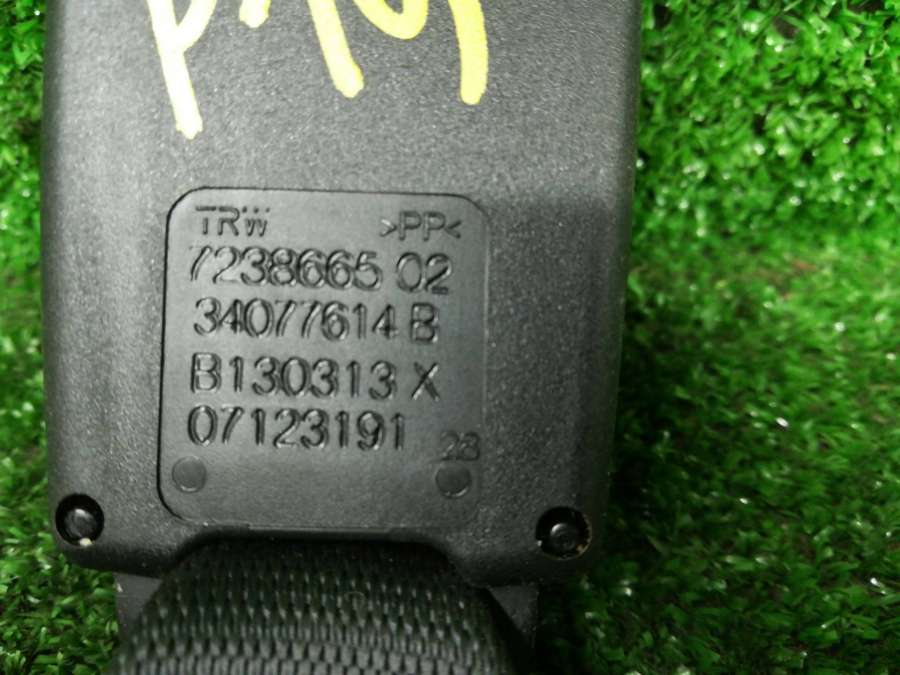 TRW >PP<
7238665 02
34077614 B
B130313 X
07123191
28